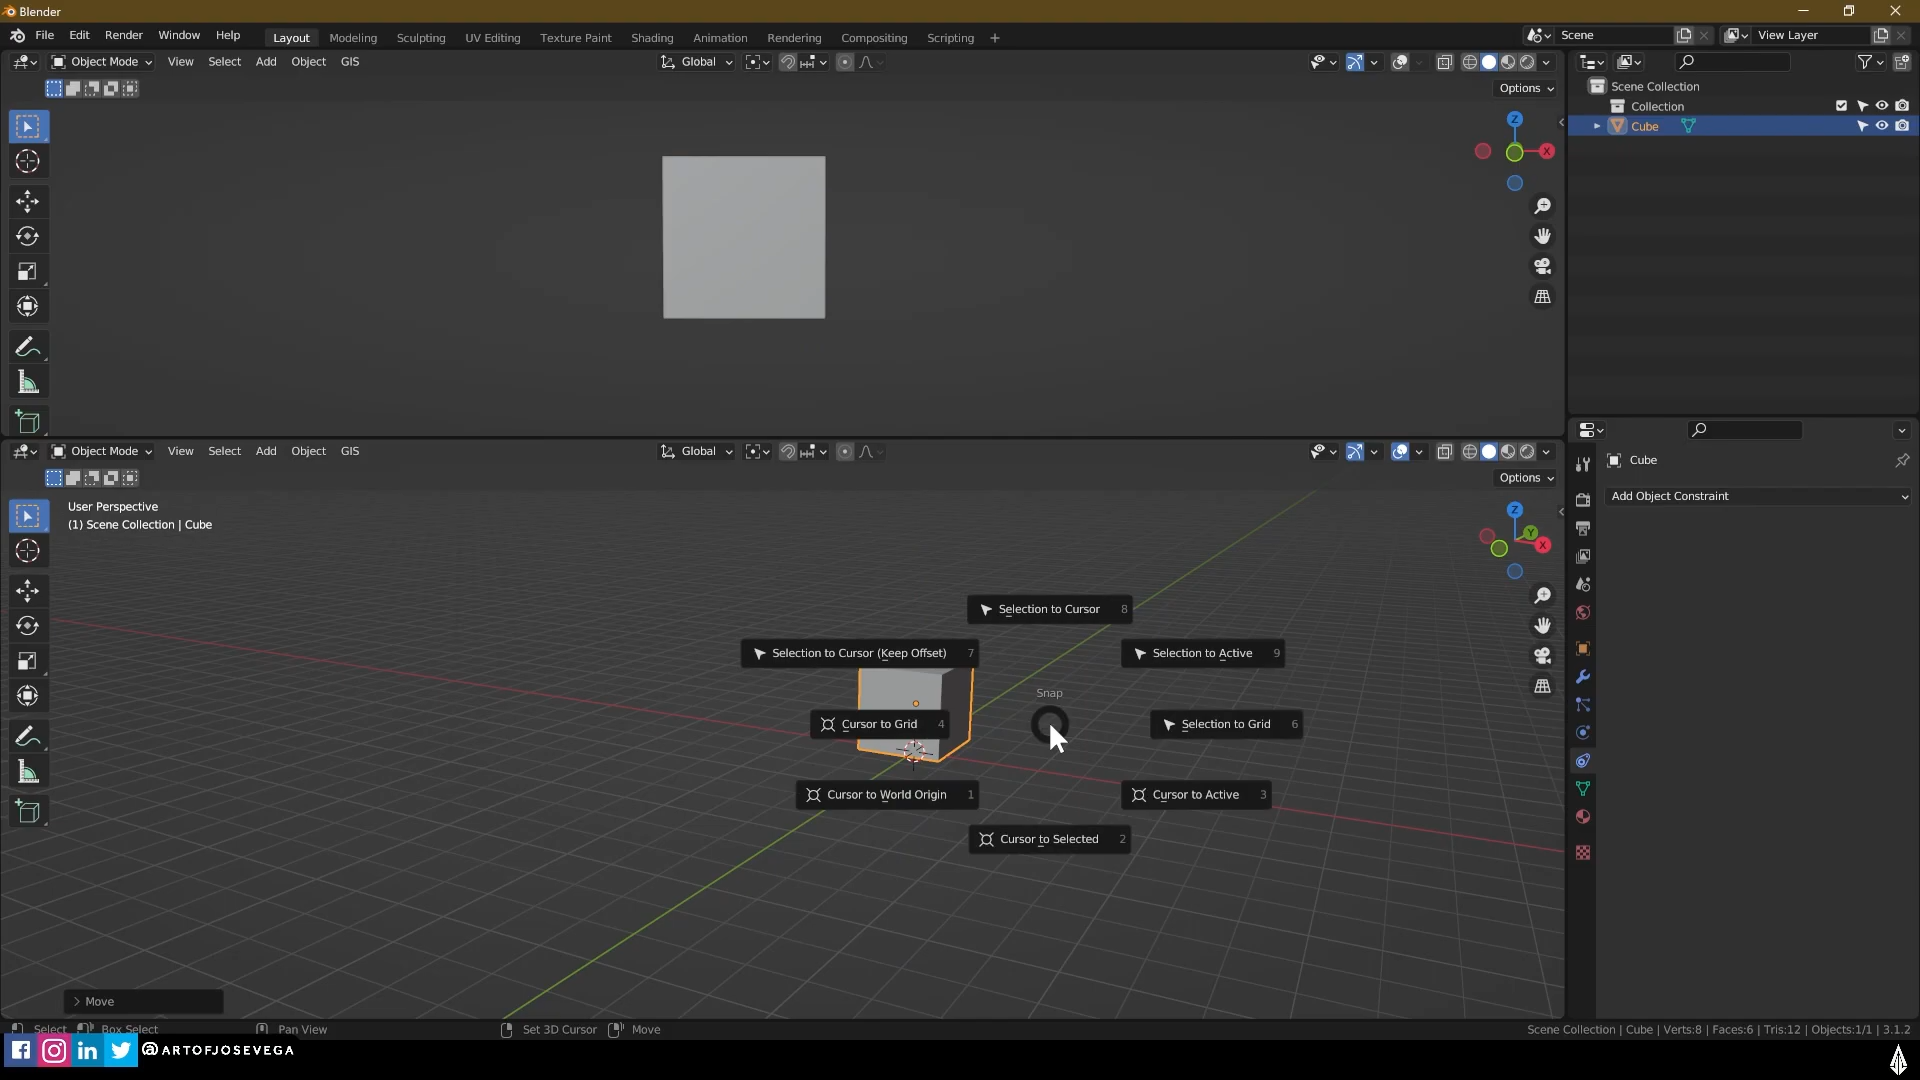 Blender
File Edit Render Window Help Layout Modeling Sculpting UV Editing Texture Paint Shading Animation Rendering Compositing Scripting + Scene View Layer
Object Mode View Select Add Object GIS Global
Options
Z
X
Scene Collection
Collection
Cube
Object Mode View Select Add Object GIS Global
Options
User Perspective
(1) Scene Collection | Cube
Z
Y
X
Cube
Add Object Constraint
Selection to Cursor 8
Selection to Cursor (Keep Offset) 7
Selection to Active 9
Snap
Cursor to Grid 4
Selection to Grid 6
Cursor to World Origin 1
Cursor to Active 3
Cursor to Selected 2
> Move
Select Box Select Pan View Set 3D Cursor Move Scene Collection | Cube | Verts:8 | Faces:6 | Tris:12 | Objects:1/1 | 3.1.2
@ARTOFJOSEVEGA